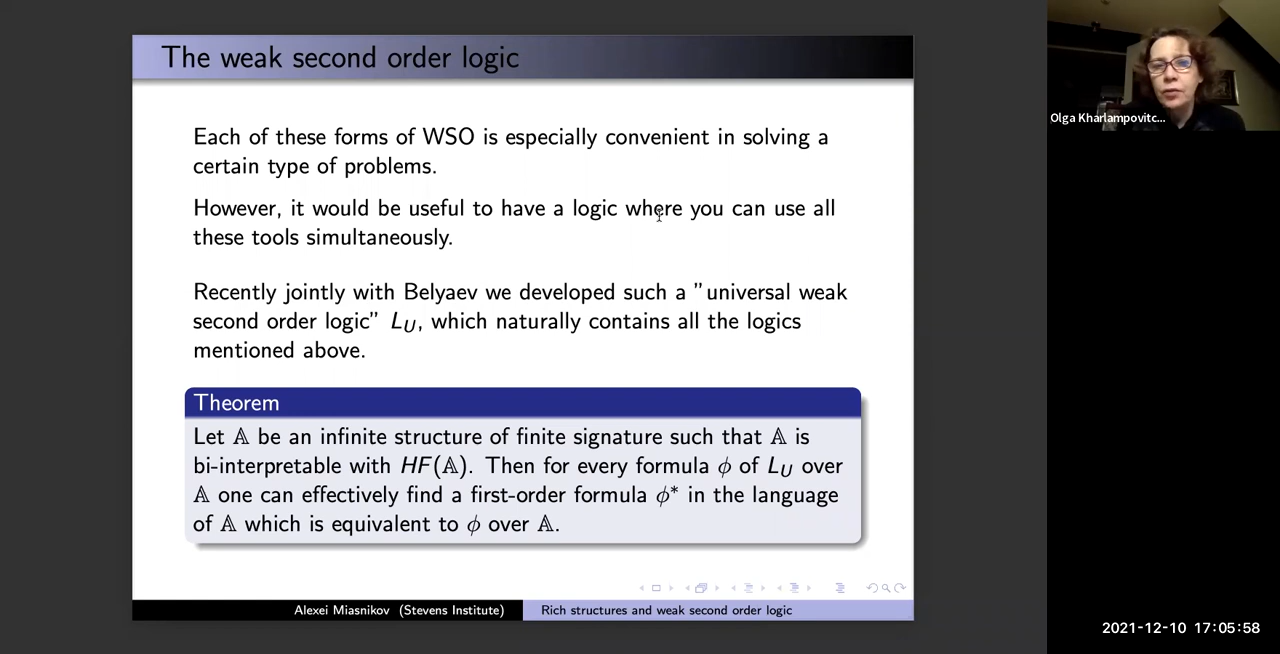 The weak second order logic
Each of these forms of WSO is especially convenient in solving a
certain type of problems.
However, it would be useful to have a logic where you can use all
these tools simultaneously.
Recently jointly with Belyaev we developed such a ”universal weak
second order logic” L_U, which naturally contains all the logics
mentioned above.
Theorem
Let 𝔸 be an infinite structure of finite signature such that 𝔸 is
bi-interpretable with HF(𝔸). Then for every formula ϕ of L_U over
𝔸 one can effectively find a first-order formula ϕ* in the language
of 𝔸 which is equivalent to ϕ over 𝔸.
Alexei Miasnikov (Stevens Institute)
Rich structures and weak second order logic
Olga Kharlampovitc...
2021-12-10 17:05:58